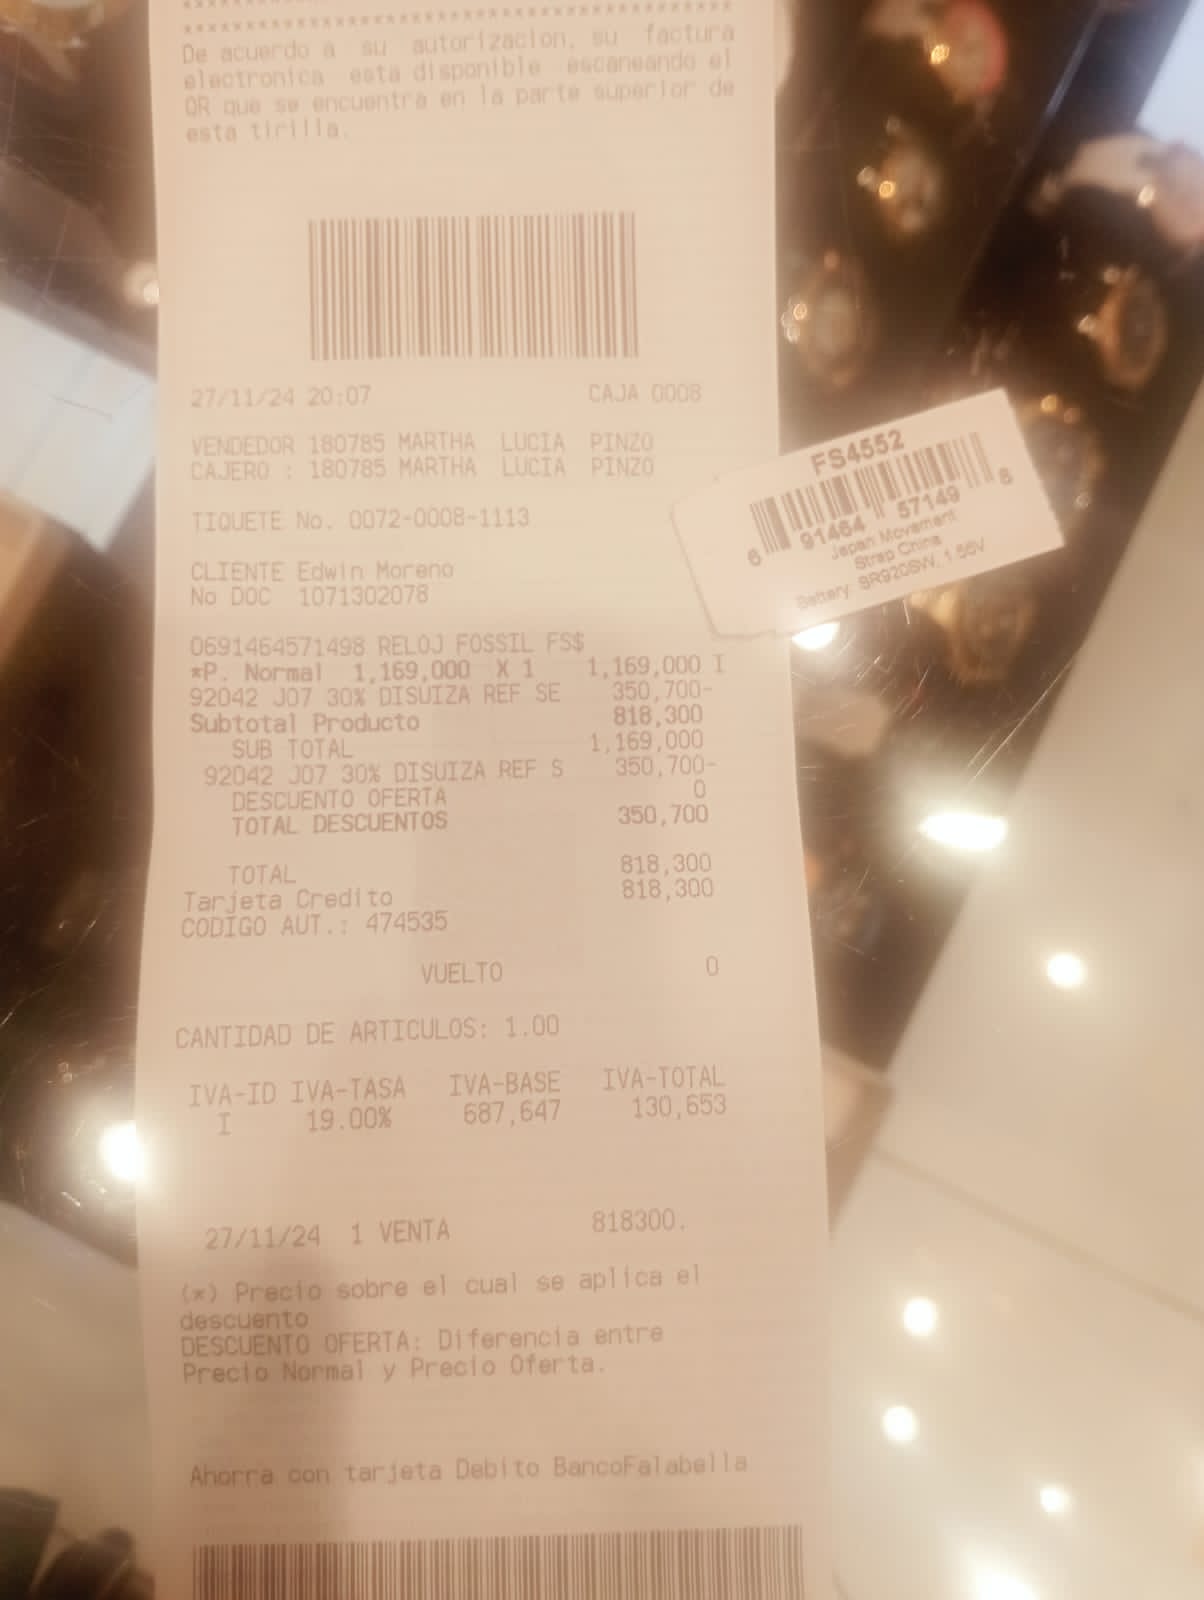 ****************************************
De acuerdo a su autorizacion, su factura
electronica esta disponible escaneando el
QR que se encuentra en la parte superior de
esta tirilla.
27/11/24 20:07 CAJA 0008
VENDEDOR 180785 MARTHA LUCIA PINZO
CAJERO : 180785 MARTHA LUCIA PINZO
TIQUETE No. 0072-0008-1113
CLIENTE Edwin Moreno
No DOC 1071302078
0691464571498 RELOJ FOSSIL FS$
*P. Normal 1,169,000 X 1 1,169,000 I
92042 J07 30% DISUIZA REF SE 350,700-
Subtotal Producto 818,300
SUB TOTAL 1,169,000
92042 J07 30% DISUIZA REF S 350,700-
DESCUENTO OFERTA 0
TOTAL DESCUENTOS 350,700
TOTAL 818,300
Tarjeta Credito 818,300
CODIGO AUT.: 474535
VUELTO 0
CANTIDAD DE ARTICULOS: 1.00
IVA-ID IVA-TASA IVA-BASE IVA-TOTAL
I 19.00% 687,647 130,653
27/11/24 1 VENTA 818300.
(*) Precio sobre el cual se aplica el
descuento
DESCUENTO OFERTA: Diferencia entre
Precio Normal y Precio Oferta.
Ahorra con tarjeta Debito BancoFalabella
FS4552
6 91464 57149 8
Japan Movement
Strap China
Battery: SR920SW, 1.55V